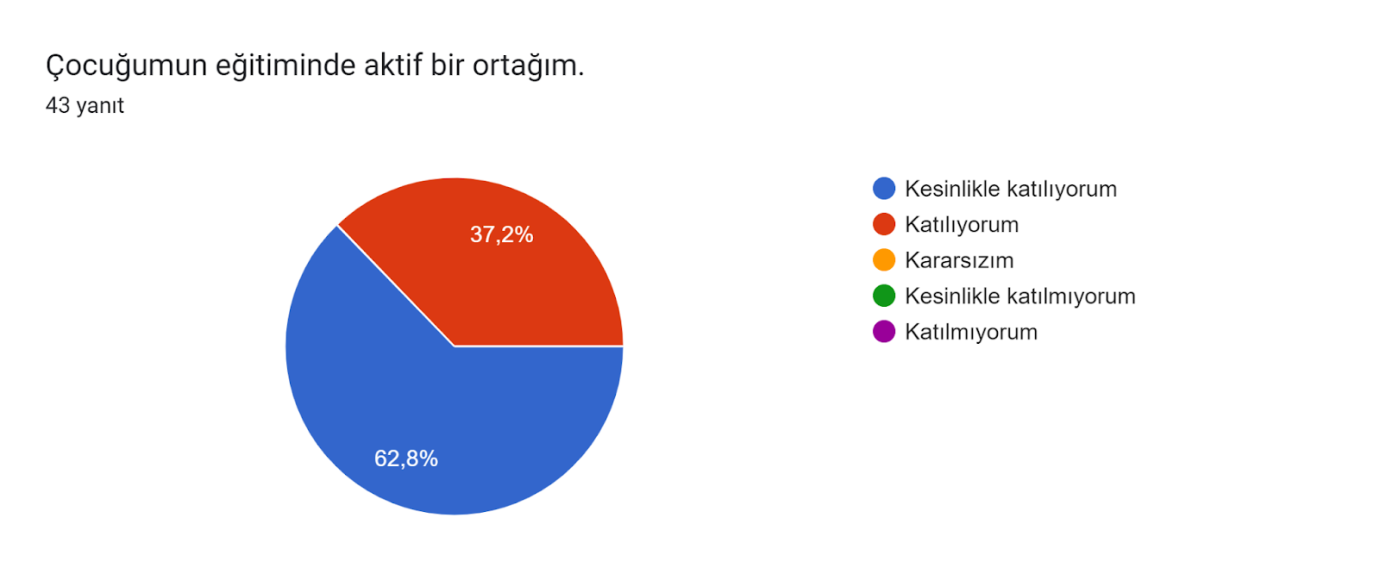 Çocuğumun eğitiminde aktif bir ortağım.
43 yanıt
37,2%
62,8%
Kesinlikle katılıyorum
Katılıyorum
Kararsızım
Kesinlikle katılmıyorum
Katılmıyorum